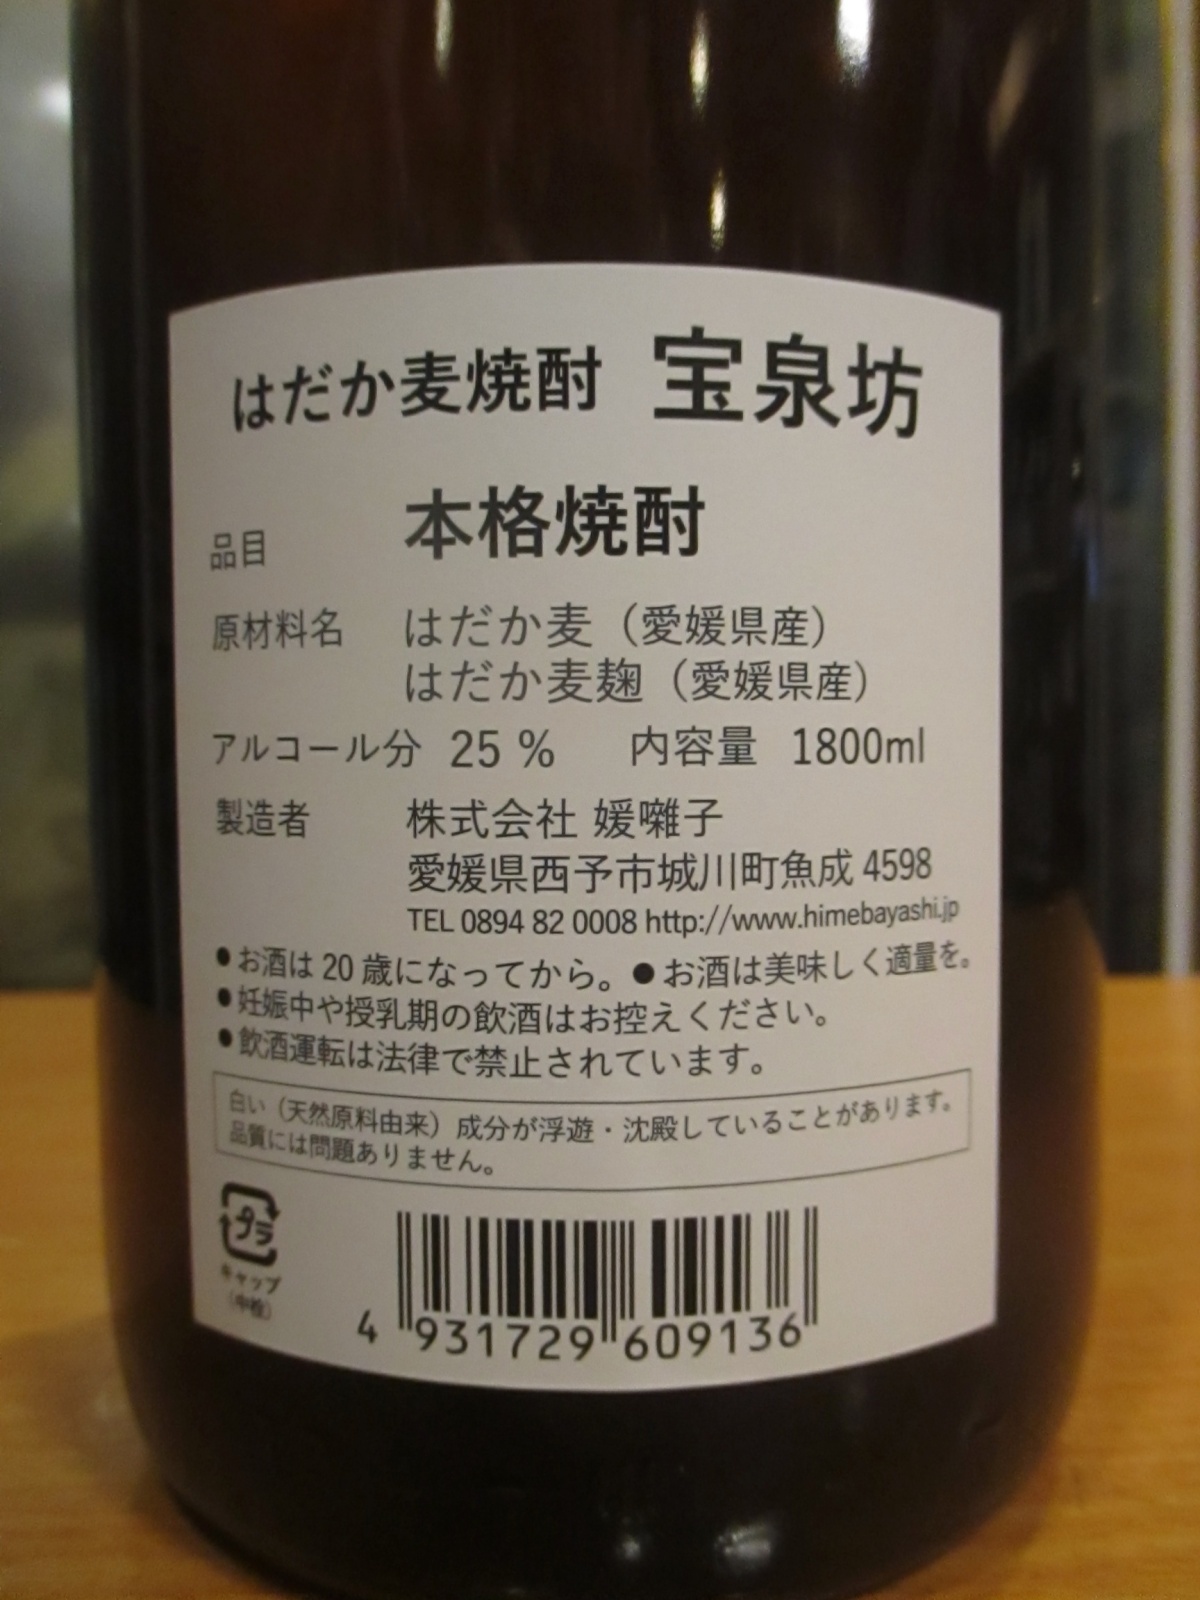 はだか麦焼酎 宝泉坊
品目 本格焼酎
原材料名 はだか麦（愛媛県産）
はだか麦麹（愛媛県産）
アルコール分 25 % 内容量 1800ml
製造者 株式会社 媛囃子
愛媛県西予市城川町魚成 4598
TEL 0894 82 0008 http://www.himebayashi.jp
●お酒は 20 歳になってから。●お酒は美味しく適量を。
●妊娠中や授乳期の飲酒はお控えください。
●飲酒運転は法律で禁止されています。
白い（天然原料由来）成分が浮遊・沈殿していることがあります。
品質には問題ありません。
プラ
キャップ
（中栓）
4 931729 609136